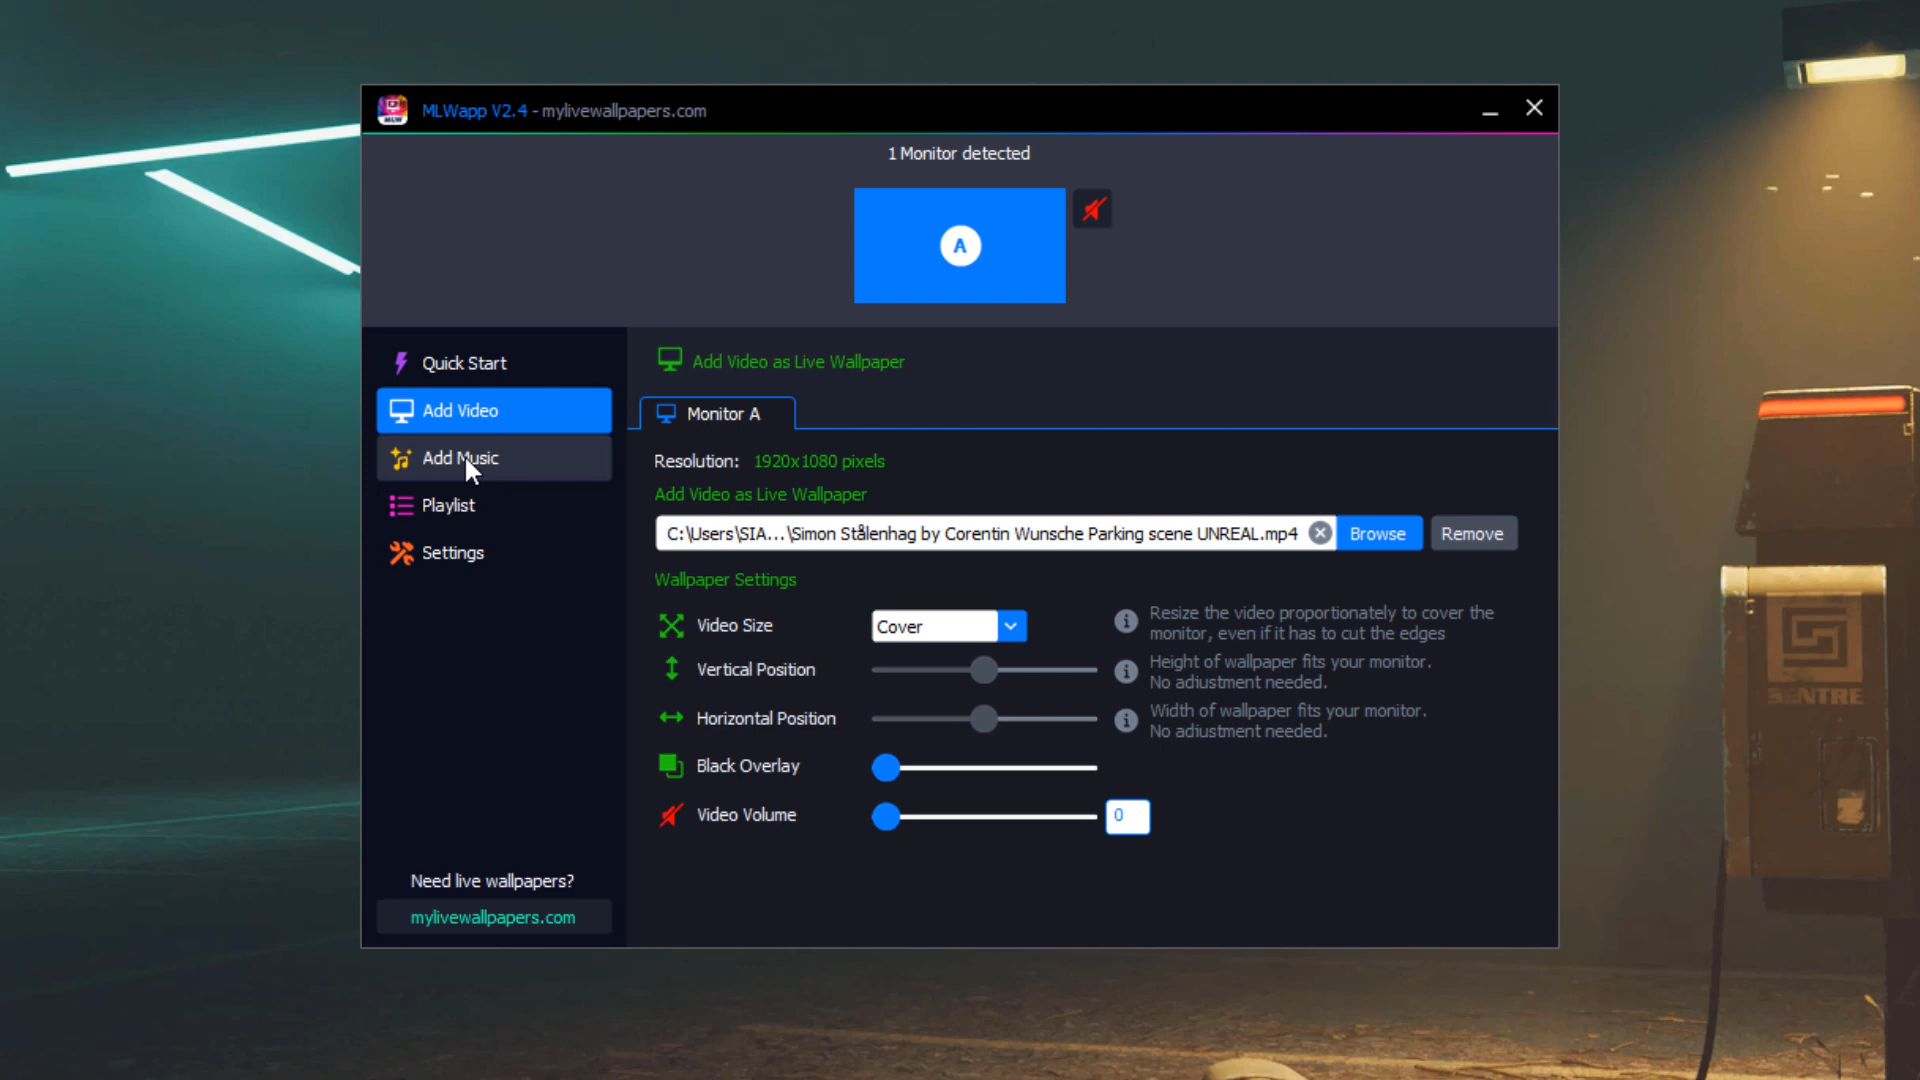 MLWapp V2.4 - mylivewallpapers.com
MLW
1 Monitor detected
A
Quick Start
Add Video
Add Music
Playlist
Settings
Need live wallpapers?
mylivewallpapers.com
Add Video as Live Wallpaper
Monitor A
Resolution: 1920x1080 pixels
Add Video as Live Wallpaper
C:\Users\SIA...\Simon Stålenhag by Corentin Wunsche Parking scene UNREAL.mp4
Browse
Remove
Wallpaper Settings
Video Size
Cover
Resize the video proportionately to cover the
monitor, even if it has to cut the edges
Vertical Position
Height of wallpaper fits your monitor.
No adjustment needed.
Horizontal Position
Width of wallpaper fits your monitor.
No adjustment needed.
Black Overlay
Video Volume
0
SENTRE